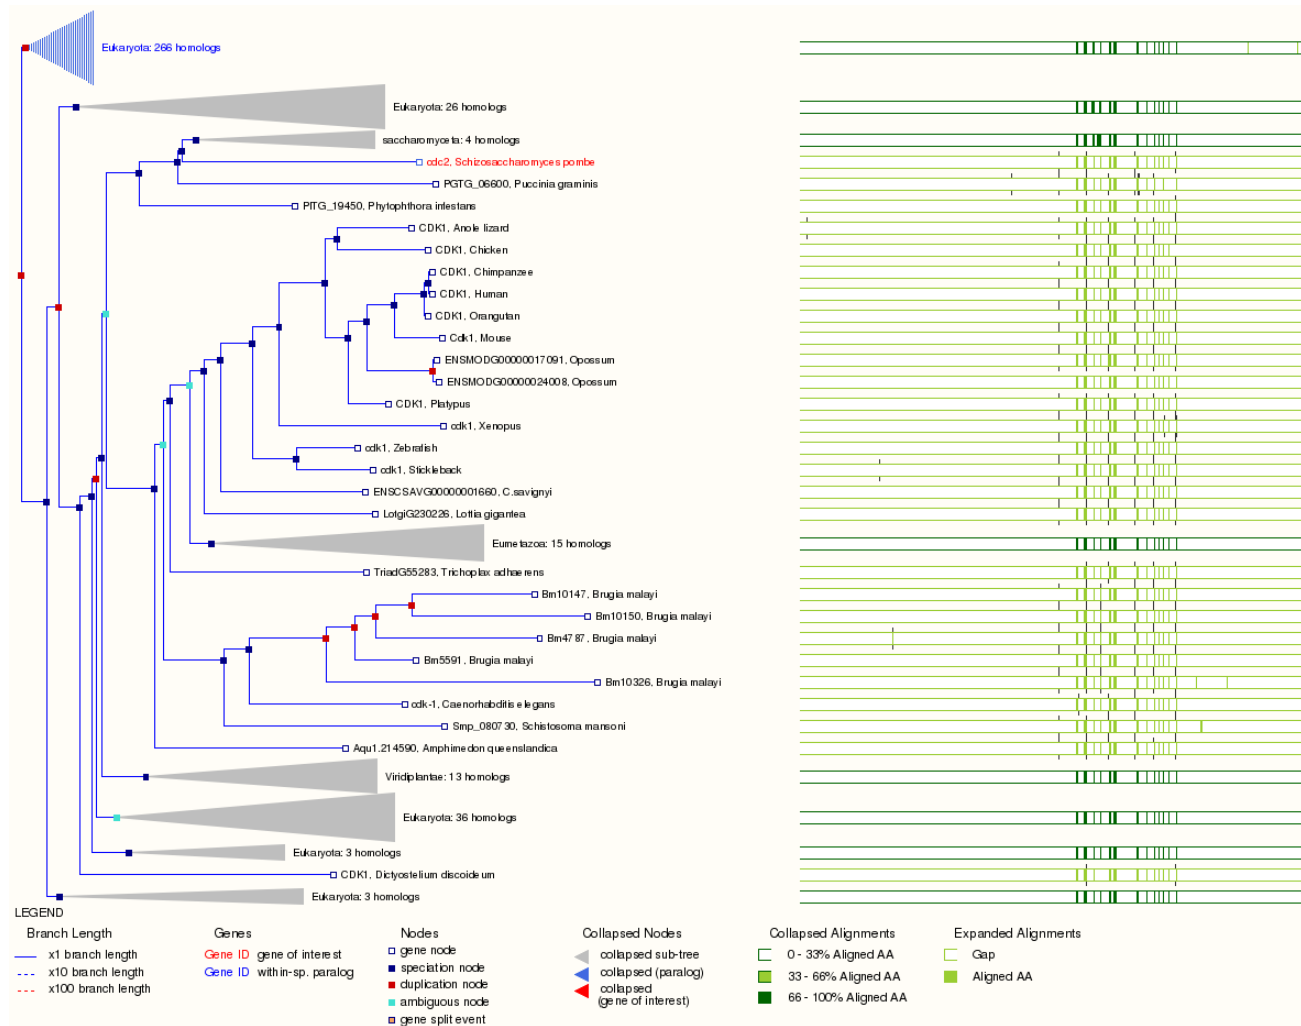 Eukaryota: 266 homologs
Eukaryota: 26 homologs
saccharomyceta: 4 homologs
cdc2, Schizosaccharomyces pombe
PGTG_06600, Puccinia graminis
PITG_19450, Phytophthora infestans
CDK1, Anole lizard
CDK1, Chicken
CDK1, Chimpanzee
CDK1, Human
CDK1, Orangutan
Cdk1, Mouse
ENSMODG00000017091, Opossum
ENSMODG00000024008, Opossum
CDK1, Platypus
cdk1, Xenopus
cdk1, Zebrafish
cdk1, Stickleback
ENSCSAVG00000001660, C.savignyi
LotgiG230226, Lottia gigantea
Eumetazoa: 15 homologs
TriadG55283, Trichoplax adhaerens
Bm10147, Brugia malayi
Bm10150, Brugia malayi
Bm4787, Brugia malayi
Bm5591, Brugia malayi
Bm10326, Brugia malayi
cdk-1, Caenorhabditis elegans
Smp_080730, Schistosoma mansoni
Aqu1.214590, Amphimedon queenslandica
Viridiplantae: 13 homologs
Eukaryota: 36 homologs
Eukaryota: 3 homologs
CDK1, Dictyostelium discoideum
Eukaryota: 3 homologs
LEGEND
Branch Length
x1 branch length
x10 branch length
x100 branch length
Genes
Gene ID gene of interest
Gene ID within-sp. paralog
Nodes
gene node
speciation node
duplication node
ambiguous node
gene split event
Collapsed Nodes
collapsed sub-tree
collapsed (paralog)
collapsed
(gene of interest)
Collapsed Alignments
0 - 33% Aligned AA
33 - 66% Aligned AA
66 - 100% Aligned AA
Expanded Alignments
Gap
Aligned AA